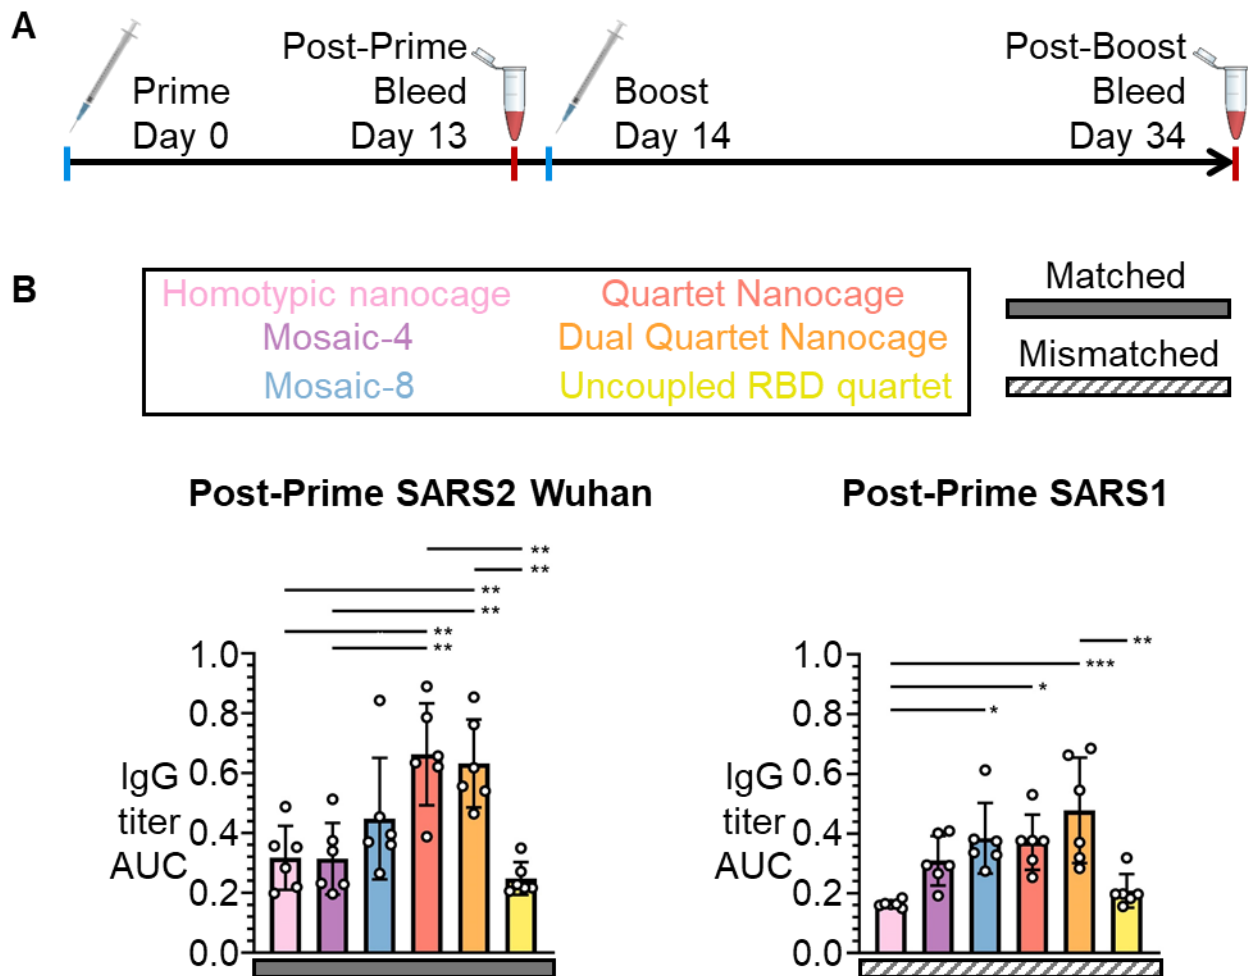 A
Prime
Day 0
Post-Prime
Bleed
Day 13
Boost
Day 14
Post-Boost
Bleed
Day 34
B
Homotypic nanocage
Mosaic-4
Mosaic-8
Quartet Nanocage
Dual Quartet Nanocage
Uncoupled RBD quartet
Matched
Mismatched
Post-Prime SARS2 Wuhan
**
**
**
**
**
**
1.0
0.8
0.6
0.4
0.2
0.0
IgG
titer
AUC
Post-Prime SARS1
**
***
*
*
1.0
0.8
0.6
0.4
0.2
0.0
IgG
titer
AUC